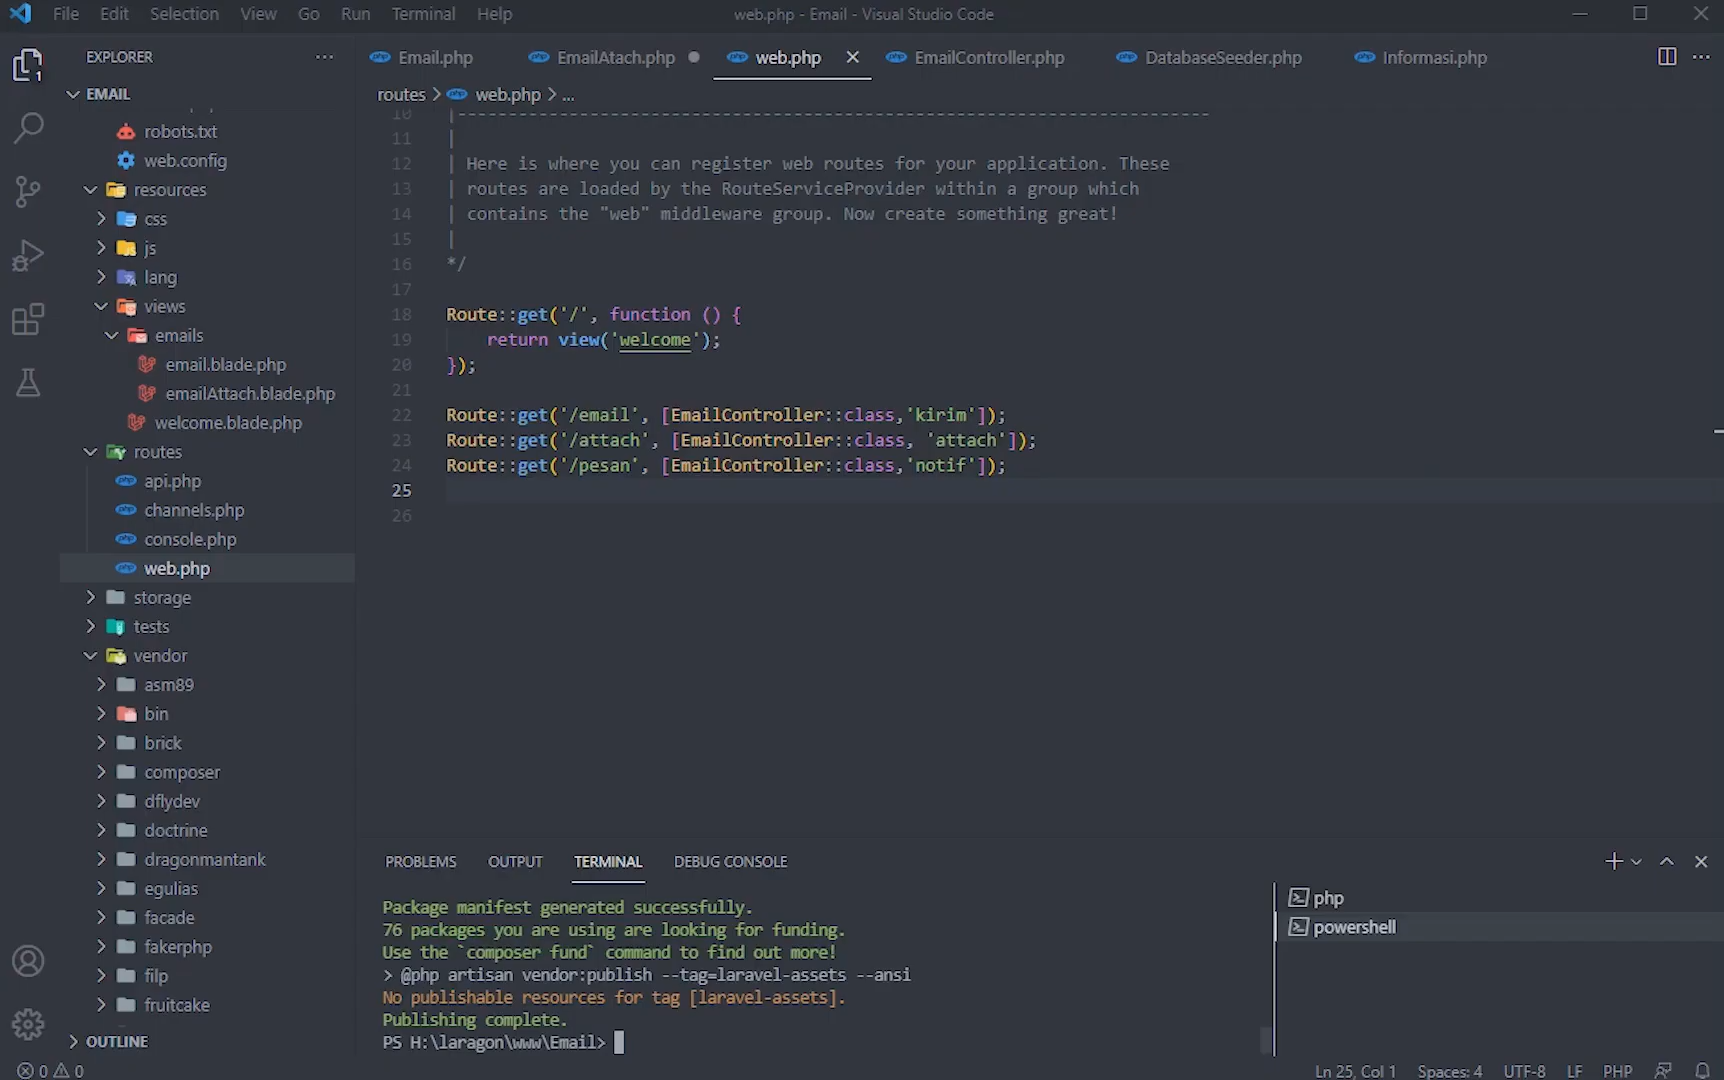 File Edit Selection View Go Run Terminal Help
web.php - Email - Visual Studio Code
EXPLORER
Email.php EmailAtach.php web.php EmailController.php DatabaseSeeder.php Informasi.php
1
EMAIL
robots.txt
web.config
resources
css
js
lang
views
emails
email.blade.php
emailAttach.blade.php
welcome.blade.php
routes
api.php
channels.php
console.php
web.php
storage
tests
vendor
asm89
bin
brick
composer
dflydev
doctrine
dragonmantank
egulias
facade
fakerphp
filp
fruitcake
OUTLINE
routes > web.php > ...
10 |--------------------------------------------------------------------------
11 |
12 | Here is where you can register web routes for your application. These
13 | routes are loaded by the RouteServiceProvider within a group which
14 | contains the "web" middleware group. Now create something great!
15 |
16 */
17
18 Route::get('/', function () {
19 return view('welcome');
20 });
21
22 Route::get('/email', [EmailController::class,'kirim']);
23 Route::get('/attach', [EmailController::class, 'attach']);
24 Route::get('/pesan', [EmailController::class,'notif']);
25
26
PROBLEMS OUTPUT TERMINAL DEBUG CONSOLE
Package manifest generated successfully.
76 packages you are using are looking for funding.
Use the `composer fund` command to find out more!
> @php artisan vendor:publish --tag=laravel-assets --ansi
No publishable resources for tag [laravel-assets].
Publishing complete.
PS H:\laragon\www\Email>
php
powershell
0 0
Ln 25, Col 1 Spaces: 4 UTF-8 LF PHP